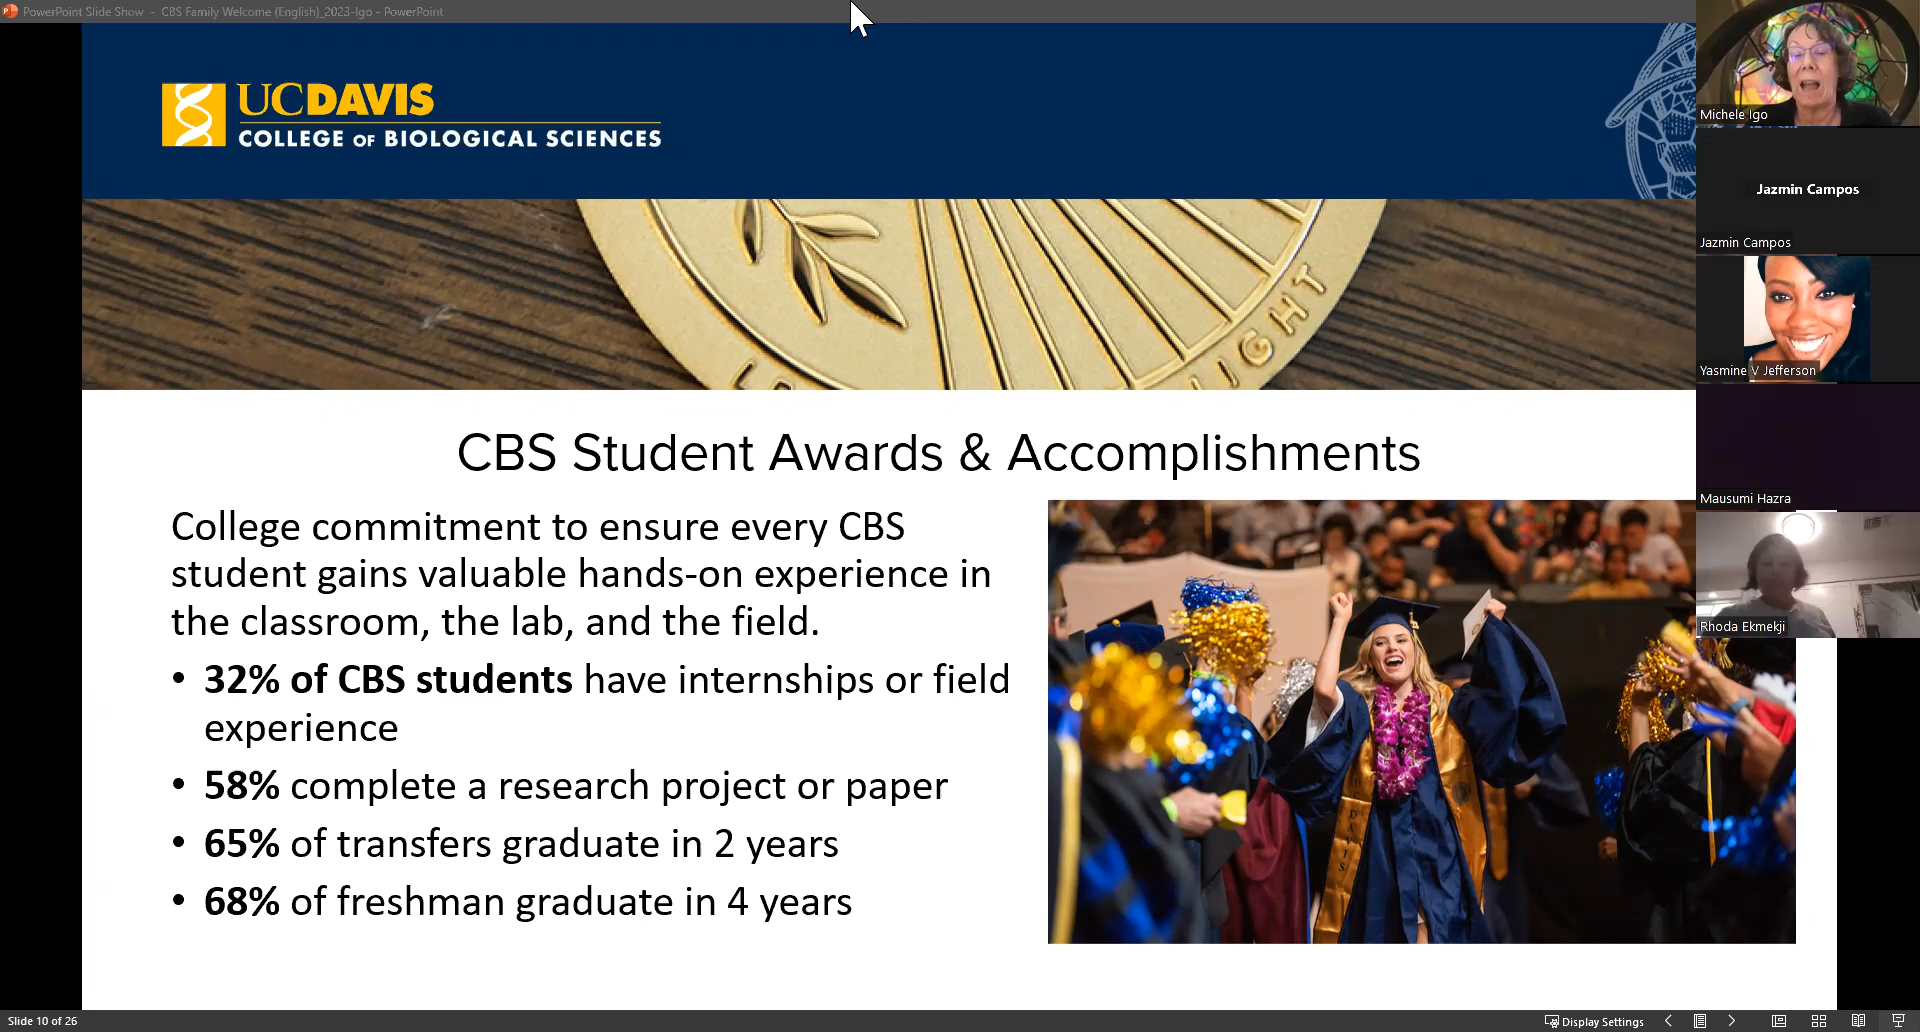 PowerPoint Slide Show - CBS Family Welcome (English)_2023-Igo - PowerPoint
UCDAVIS
COLLEGE OF BIOLOGICAL SCIENCES
LIGHT
CBS Student Awards & Accomplishments
College commitment to ensure every CBS
student gains valuable hands-on experience in
the classroom, the lab, and the field.
• 32% of CBS students have internships or field
experience
• 58% complete a research project or paper
• 65% of transfers graduate in 2 years
• 68% of freshman graduate in 4 years
DAVIS
Michele Igo
Jazmin Campos
Jazmin Campos
Yasmine V Jefferson
Mausumi Hazra
Rhoda Ekmekji
Slide 10 of 26
Display Settings